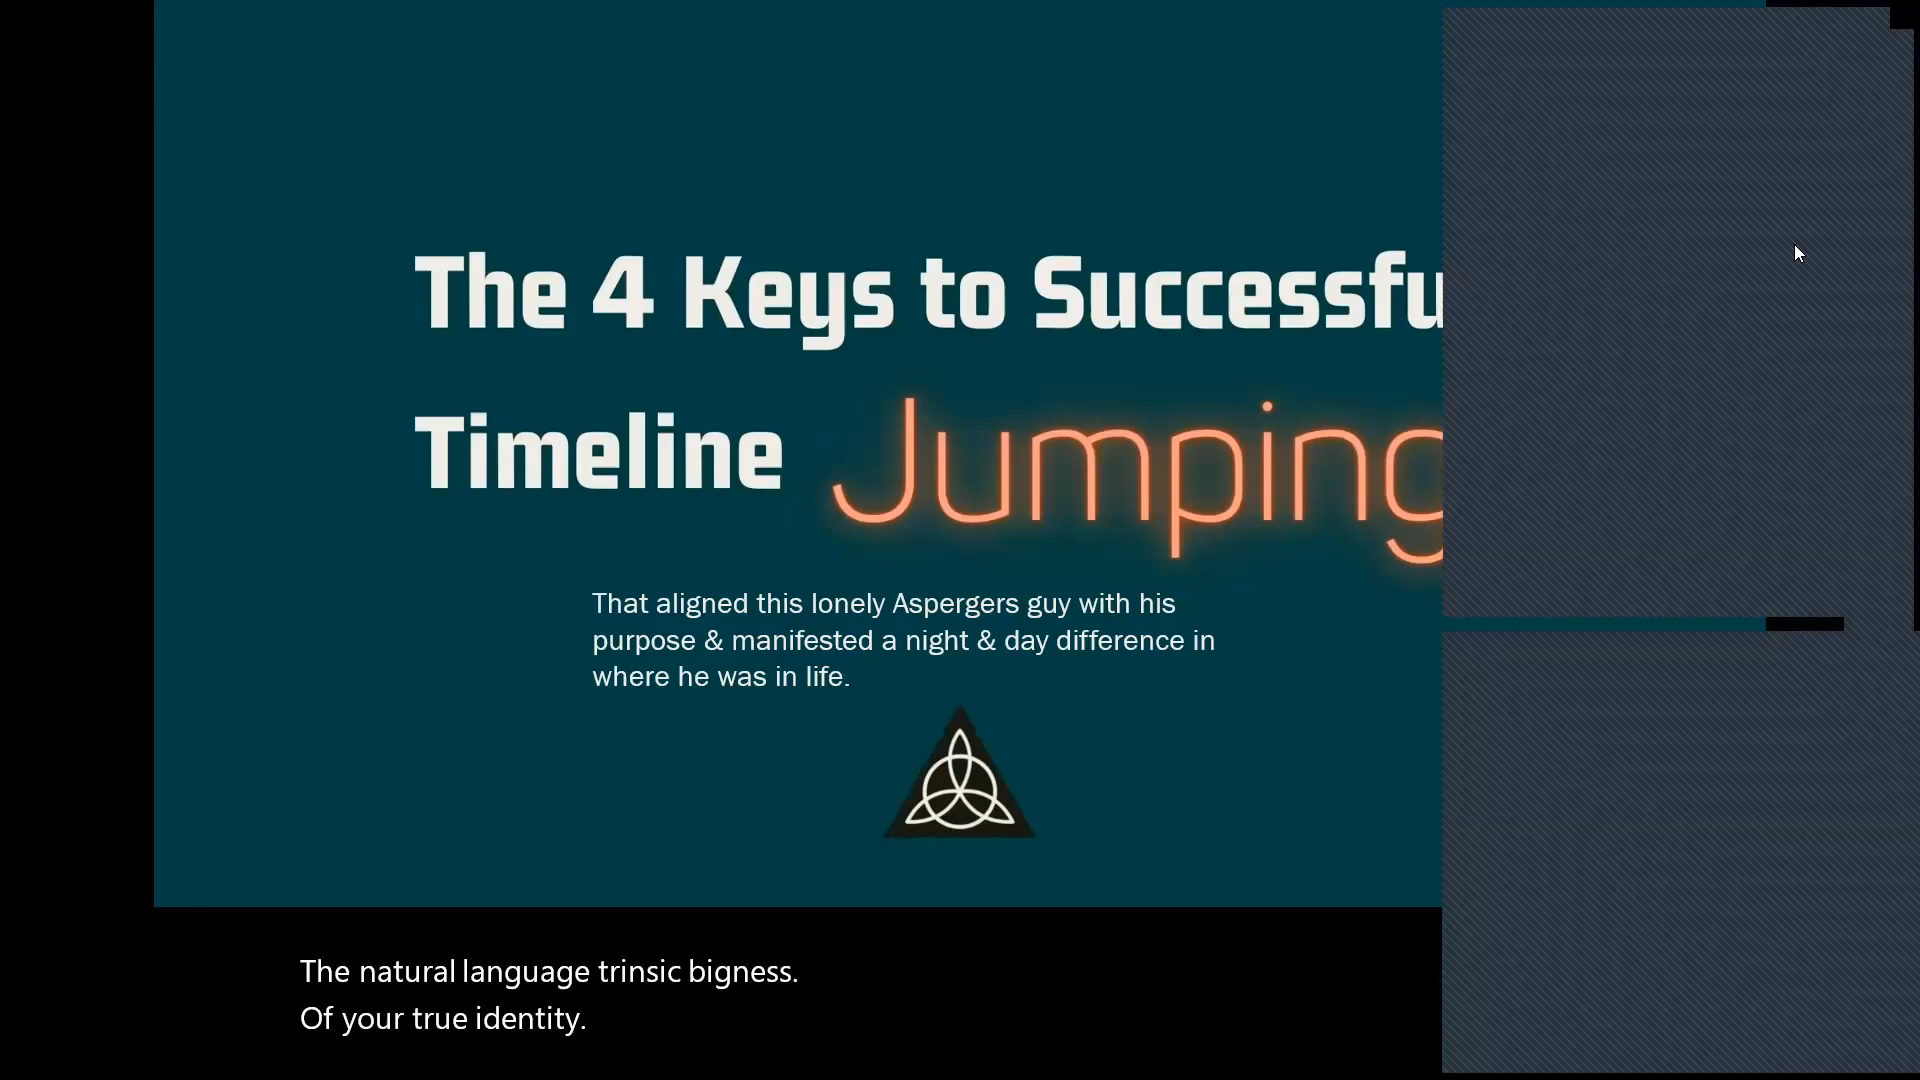 The 4 Keys to Successfu
Timeline Jumping
That aligned this lonely Aspergers guy with his
purpose & manifested a night & day difference in
where he was in life.
The natural language trinsic bigness.
Of your true identity.